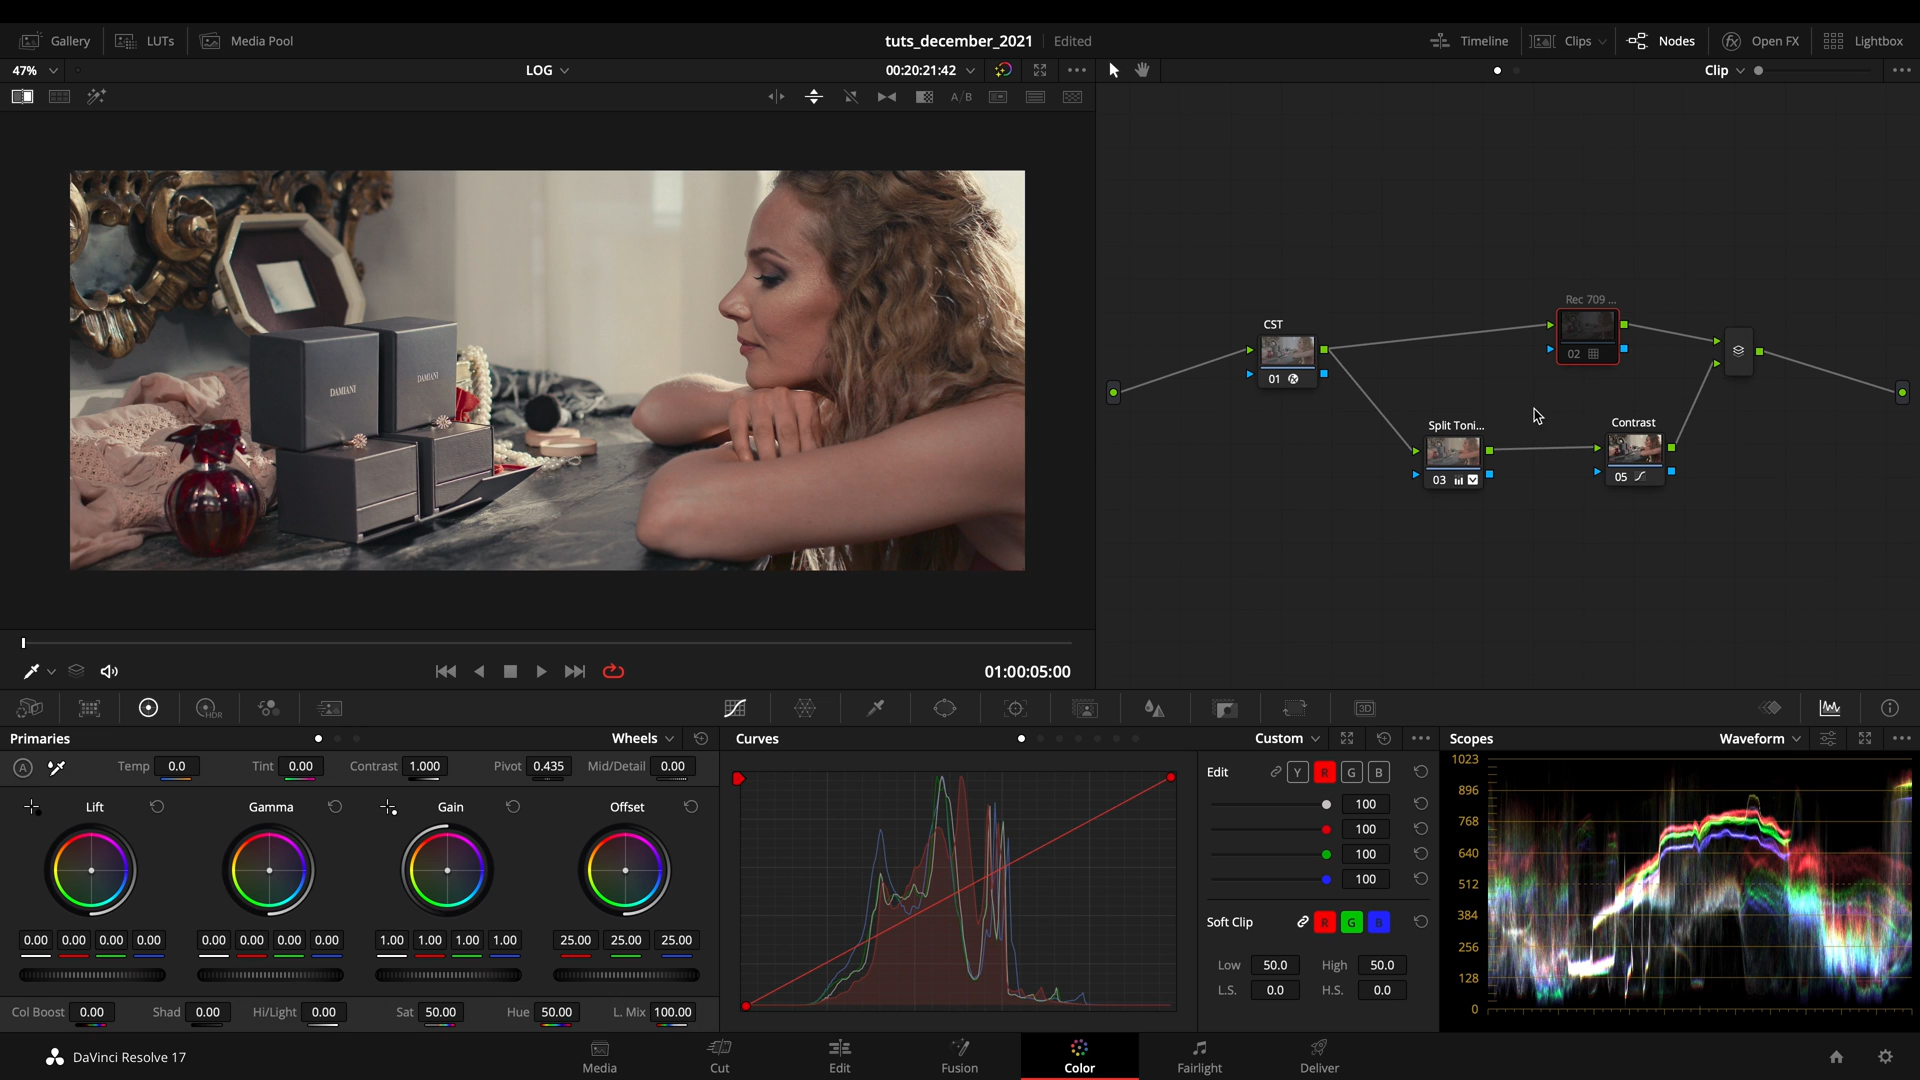 Gallery LUTs Media Pool tuts_december_2021 Edited Timeline Clips Nodes Open FX Lightbox
47% LOG 00:20:21:42 Clip
A/B
DAMIANI DAMIANI
CST
01
Rec 709 ...
02
Split Toni...
03
Contrast
05
01:00:05:00
HDR 3D
Primaries Wheels
A Temp 0.0 Tint 0.00 Contrast 1.000 Pivot 0.435 Mid/Detail 0.00
Lift Gamma Gain Offset
0.00 0.00 0.00 0.00 0.00 0.00 0.00 0.00 1.00 1.00 1.00 1.00 25.00 25.00 25.00
Col Boost 0.00 Shad 0.00 Hi/Light 0.00 Sat 50.00 Hue 50.00 L. Mix 100.00
Curves Custom
Edit Y R G B
100
100
100
100
Soft Clip R G B
Low 50.0 High 50.0
L.S. 0.0 H.S. 0.0
Scopes Waveform
1023
896
768
640
512
384
256
128
0
DaVinci Resolve 17 Media Cut Edit Fusion Color Fairlight Deliver